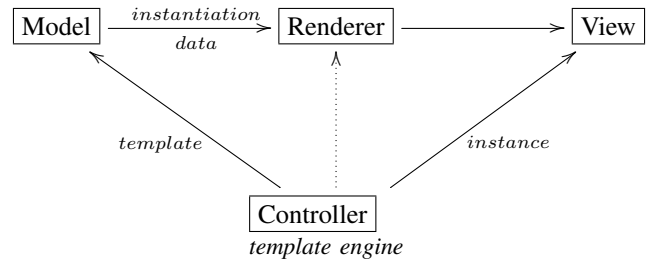 Model
instantiation
data
Renderer
View
template
instance
Controller
template engine